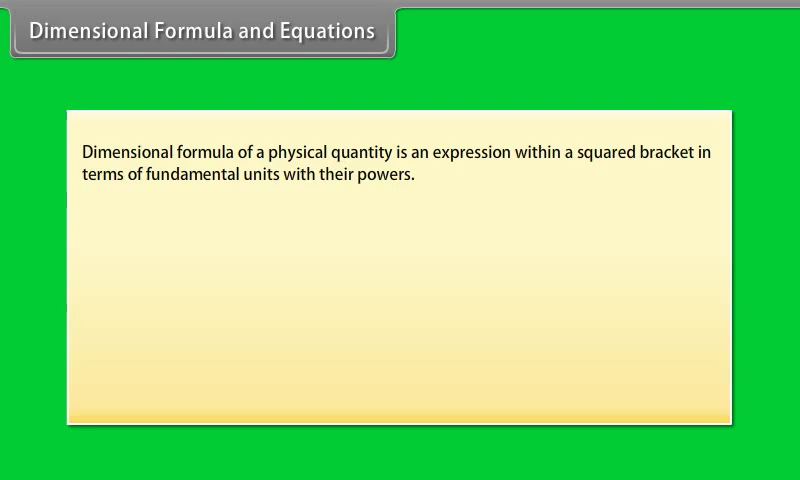 Dimensional Formula and Equations
Dimensional formula of a physical quantity is an expression within a squared bracket in
terms of fundamental units with their powers.